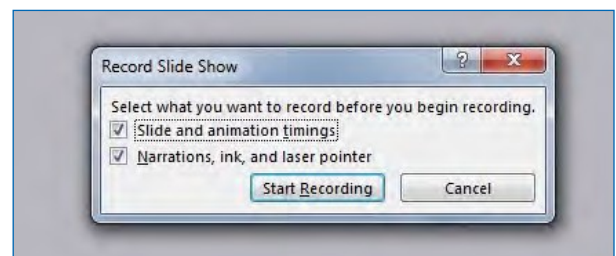 Record Slide Show
?
Select what you want to record before you begin recording.
Slide and animation timings
Narrations, ink, and laser pointer
Start Recording Cancel